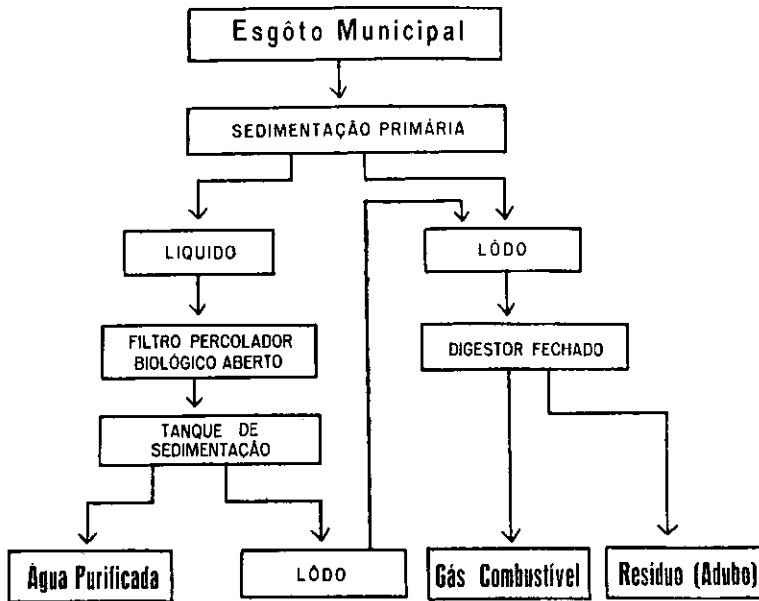 Esgôto Municipal
SEDIMENTAÇÃO PRIMÁRIA
LIQUIDO
LÔDO
FILTRO PERCOLADOR
BIOLÓGICO ABERTO
DIGESTOR FECHADO
TANQUE DE
SEDIMENTAÇÃO
Água Purificada
LÔDO
Gás Combustível
Resíduo (Adubo)